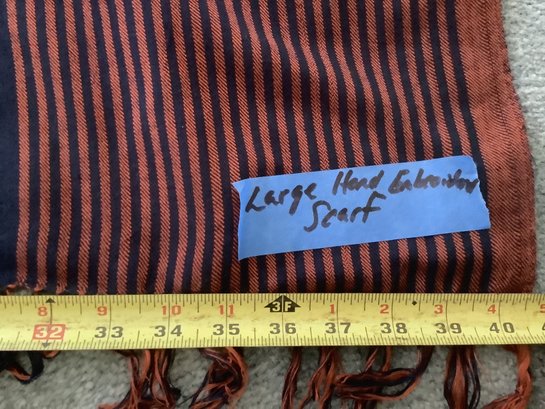 Large Hand Embroider
Scarf
8 9 10 11 3F 1 2 3 4 5
32 33 34 35 36 37 38 39 40